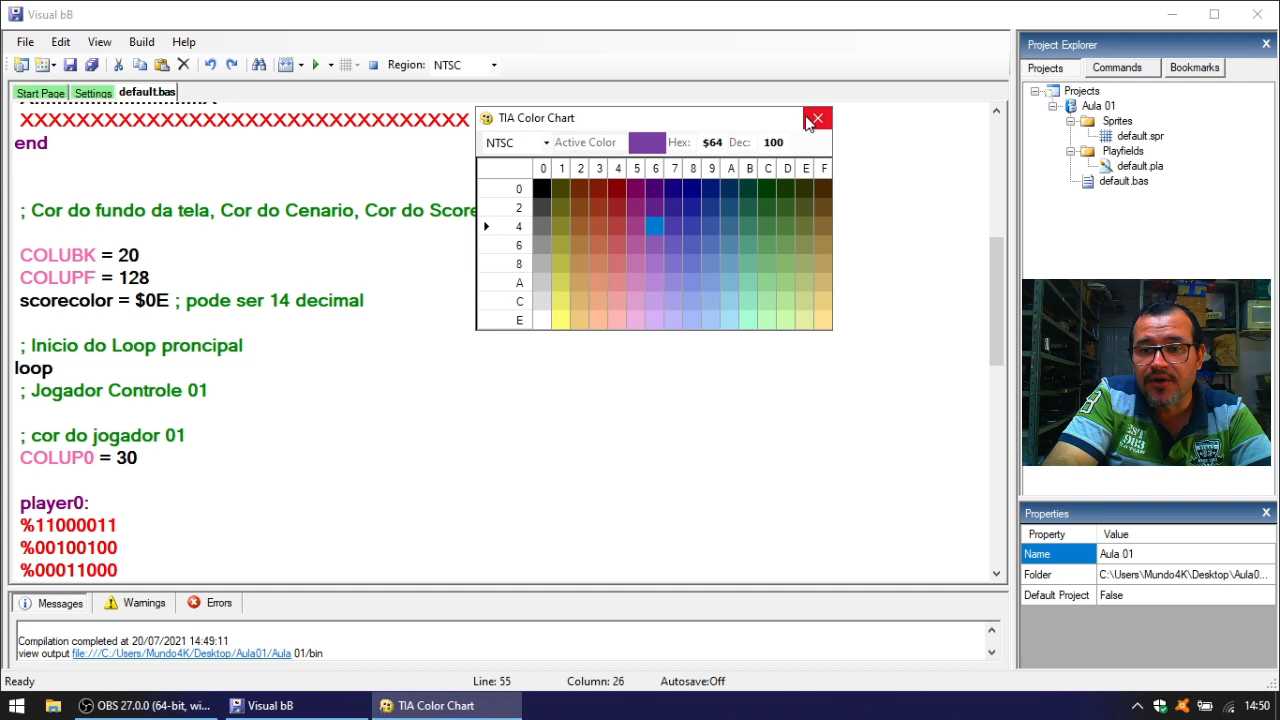 Visual bB
File Edit View Build Help
Region: NTSC
Start Page Settings default.bas
XXXXXXXXXXXXXXXXXXXXXXXXXXXXXXXX
end
; Cor do fundo da tela, Cor do Cenario, Cor do Score
COLUBK = 20
COLUPF = 128
scorecolor = $0E ; pode ser 14 decimal
; Inicio do Loop proncipal
loop
; Jogador Controle 01
; cor do jogador 01
COLUP0 = 30
player0:
%11000011
%00100100
%00011000
TIA Color Chart
NTSC Active Color Hex: $64 Dec: 100
0 1 2 3 4 5 6 7 8 9 A B C D E F
0
2
4
6
8
A
C
E
Project Explorer
Projects Commands Bookmarks
Projects
Aula 01
Sprites
default.spr
Playfields
default.pla
default.bas
Properties
Property Value
Name Aula 01
Folder C:\Users\Mundo4K\Desktop\Aula0...
Default Project False
Messages Warnings Errors
Compilation completed at 20/07/2021 14:49:11
view output file:///C:/Users/Mundo4K/Desktop/Aula01/Aula 01/bin
Ready Line: 55 Column: 26 Autosave:Off
OBS 27.0.0 (64-bit, wi... Visual bB TIA Color Chart 14:50